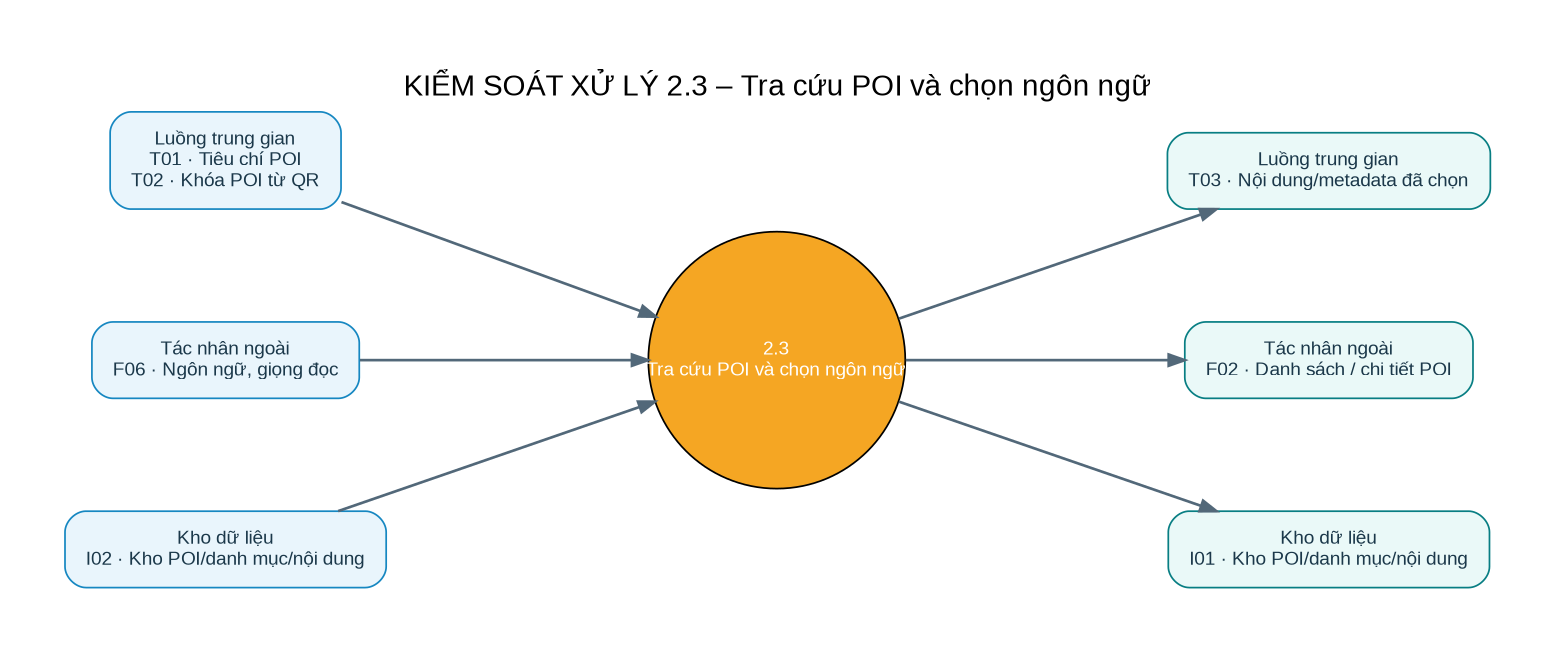 KIỂM SOÁT XỬ LÝ 2.3 – Tra cứu POI và chọn ngôn ngữ
Luồng trung gian
T01 · Tiêu chí POI
T02 · Khóa POI từ QR
Luồng trung gian
T03 · Nội dung/metadata đã chọn
Tác nhân ngoài
F06 · Ngôn ngữ, giọng đọc
2.3
Tra cứu POI và chọn ngôn ngữ
Tác nhân ngoài
F02 · Danh sách / chi tiết POI
Kho dữ liệu
I02 · Kho POI/danh mục/nội dung
Kho dữ liệu
I01 · Kho POI/danh mục/nội dung